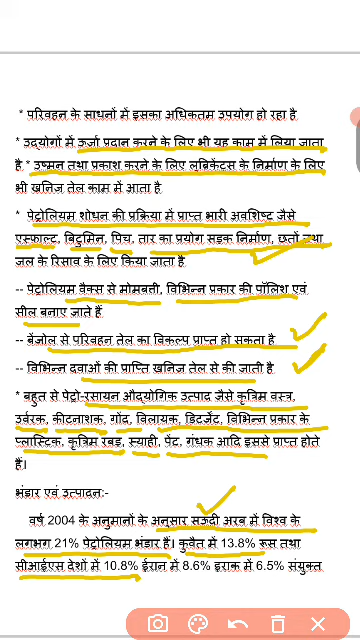 * परिवहन के साधनों में इसका अधिकतम उपयोग हो रहा है
* उद्योगों में ऊर्जा प्रदान करने के लिए भी यह काम में लिया जाता
है * उष्मन तथा प्रकाश करने के लिए लुब्रिकेंट्स के निर्माण के लिए
भी खनिज तेल काम में आता है
* पेट्रोलियम शोधन की प्रक्रिया में प्राप्त भारी अवशिष्ट जैसे
एस्फाल्ट, बिटुमिन, पिच, तार का प्रयोग सड़क निर्माण, छतों तथा
जल के रिसाव के लिए किया जाता है
-- पेट्रोलियम वैक्स से मोमबत्ती, विभिन्न प्रकार की पॉलिश एवं
सील बनाए जाते हैं
-- बेंजोल से परिवहन तेल का विकल्प प्राप्त हो सकता है
-- विभिन्न दवाओं की प्राप्ति खनिज तेल से की जाती है
* बहुत से पेट्रो-रसायन औद्योगिक उत्पाद जैसे कृत्रिम वस्त्र,
उर्वरक, कीटनाशक, गोंद, विलायक, डिटर्जेंट, विभिन्न प्रकार के
प्लास्टिक, कृत्रिम रबड़, स्याही, पेंट, गंधक आदि इससे प्राप्त होते
हैं।
भंडार एवं उत्पादन:-
वर्ष 2004 के अनुमानों के अनुसार सऊदी अरब में विश्व के
लगभग 21% पेट्रोलियम भंडार हैं। कुवैत में 13.8% रूस तथा
सीआईएस देशों में 10.8% ईरान में 8.6% इराक में 6.5% संयुक्त